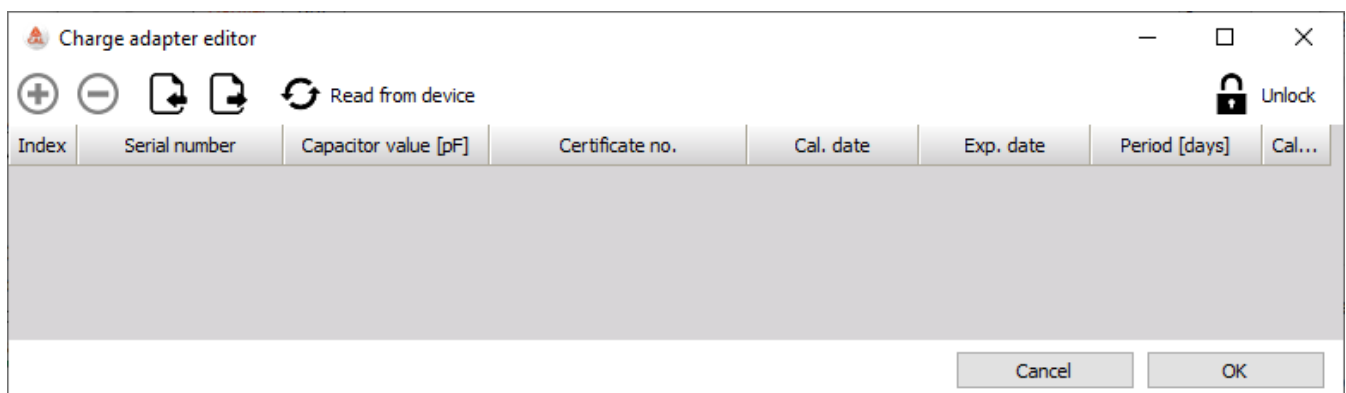 Charge adapter editor
Read from device
Unlock
Index Serial number Capacitor value [pF] Certificate no. Cal. date Exp. date Period [days] Cal...
Cancel OK